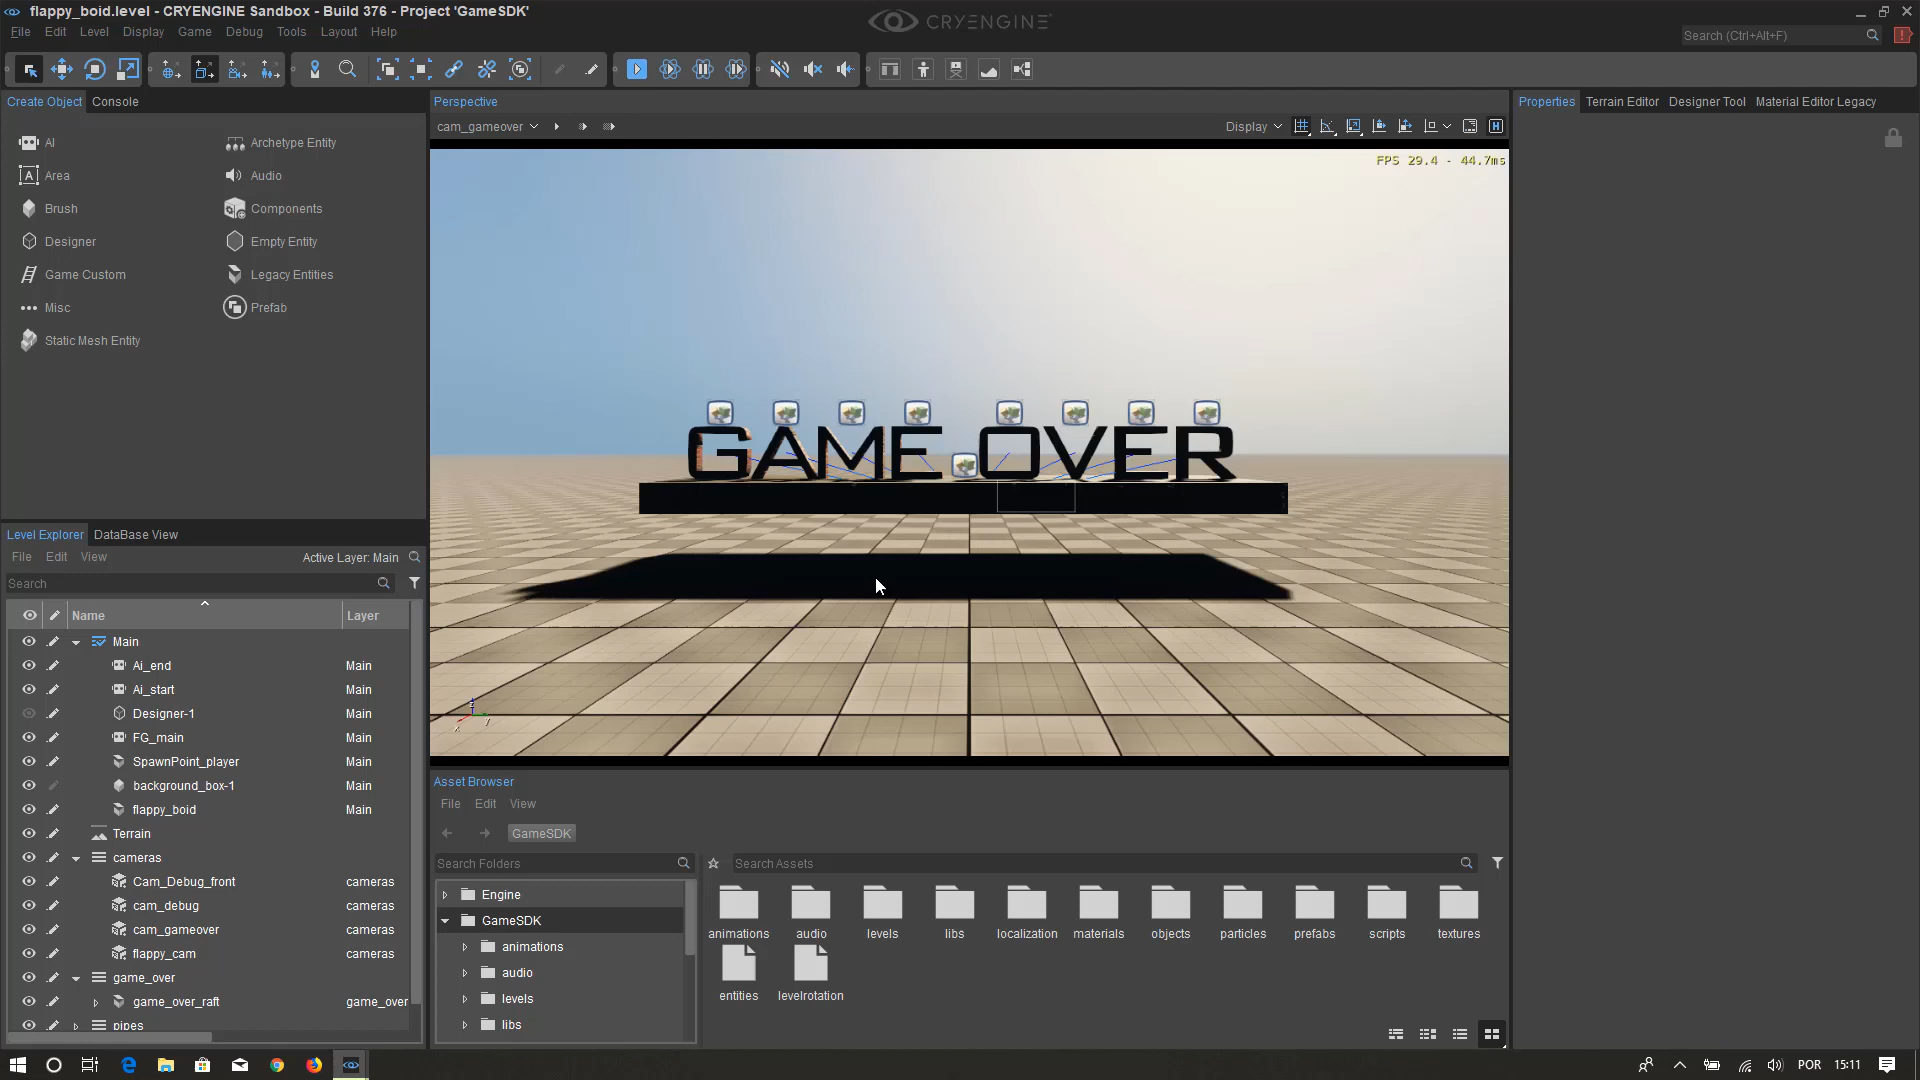 flappy_boid.level - CRYENGINE Sandbox - Build 376 - Project 'GameSDK'
CRYENGINE
File Edit Level Display Game Debug Tools Layout Help
Search (Ctrl+Alt+F)
Create Object Console
AI Archetype Entity
Area Audio
Brush Components
Designer Empty Entity
Game Custom Legacy Entities
Misc Prefab
Static Mesh Entity
Perspective
cam_gameover
Display
FPS 29.4 - 44.7ms
GAME OVER
z
y
x
Properties Terrain Editor Designer Tool Material Editor Legacy
Level Explorer DataBase View
File Edit View Active Layer: Main
Search
Name Layer
Main
Ai_end Main
Ai_start Main
Designer-1 Main
FG_main Main
SpawnPoint_player Main
background_box-1 Main
flappy_boid Main
Terrain
cameras
Cam_Debug_front cameras
cam_debug cameras
cam_gameover cameras
flappy_cam cameras
game_over
game_over_raft game_over
pipes
Asset Browser
File Edit View
GameSDK
Search Folders
Search Assets
Engine
GameSDK
animations
audio
levels
libs
animations audio levels libs localization materials objects particles prefabs scripts textures
entities levelrotation
POR 15:11